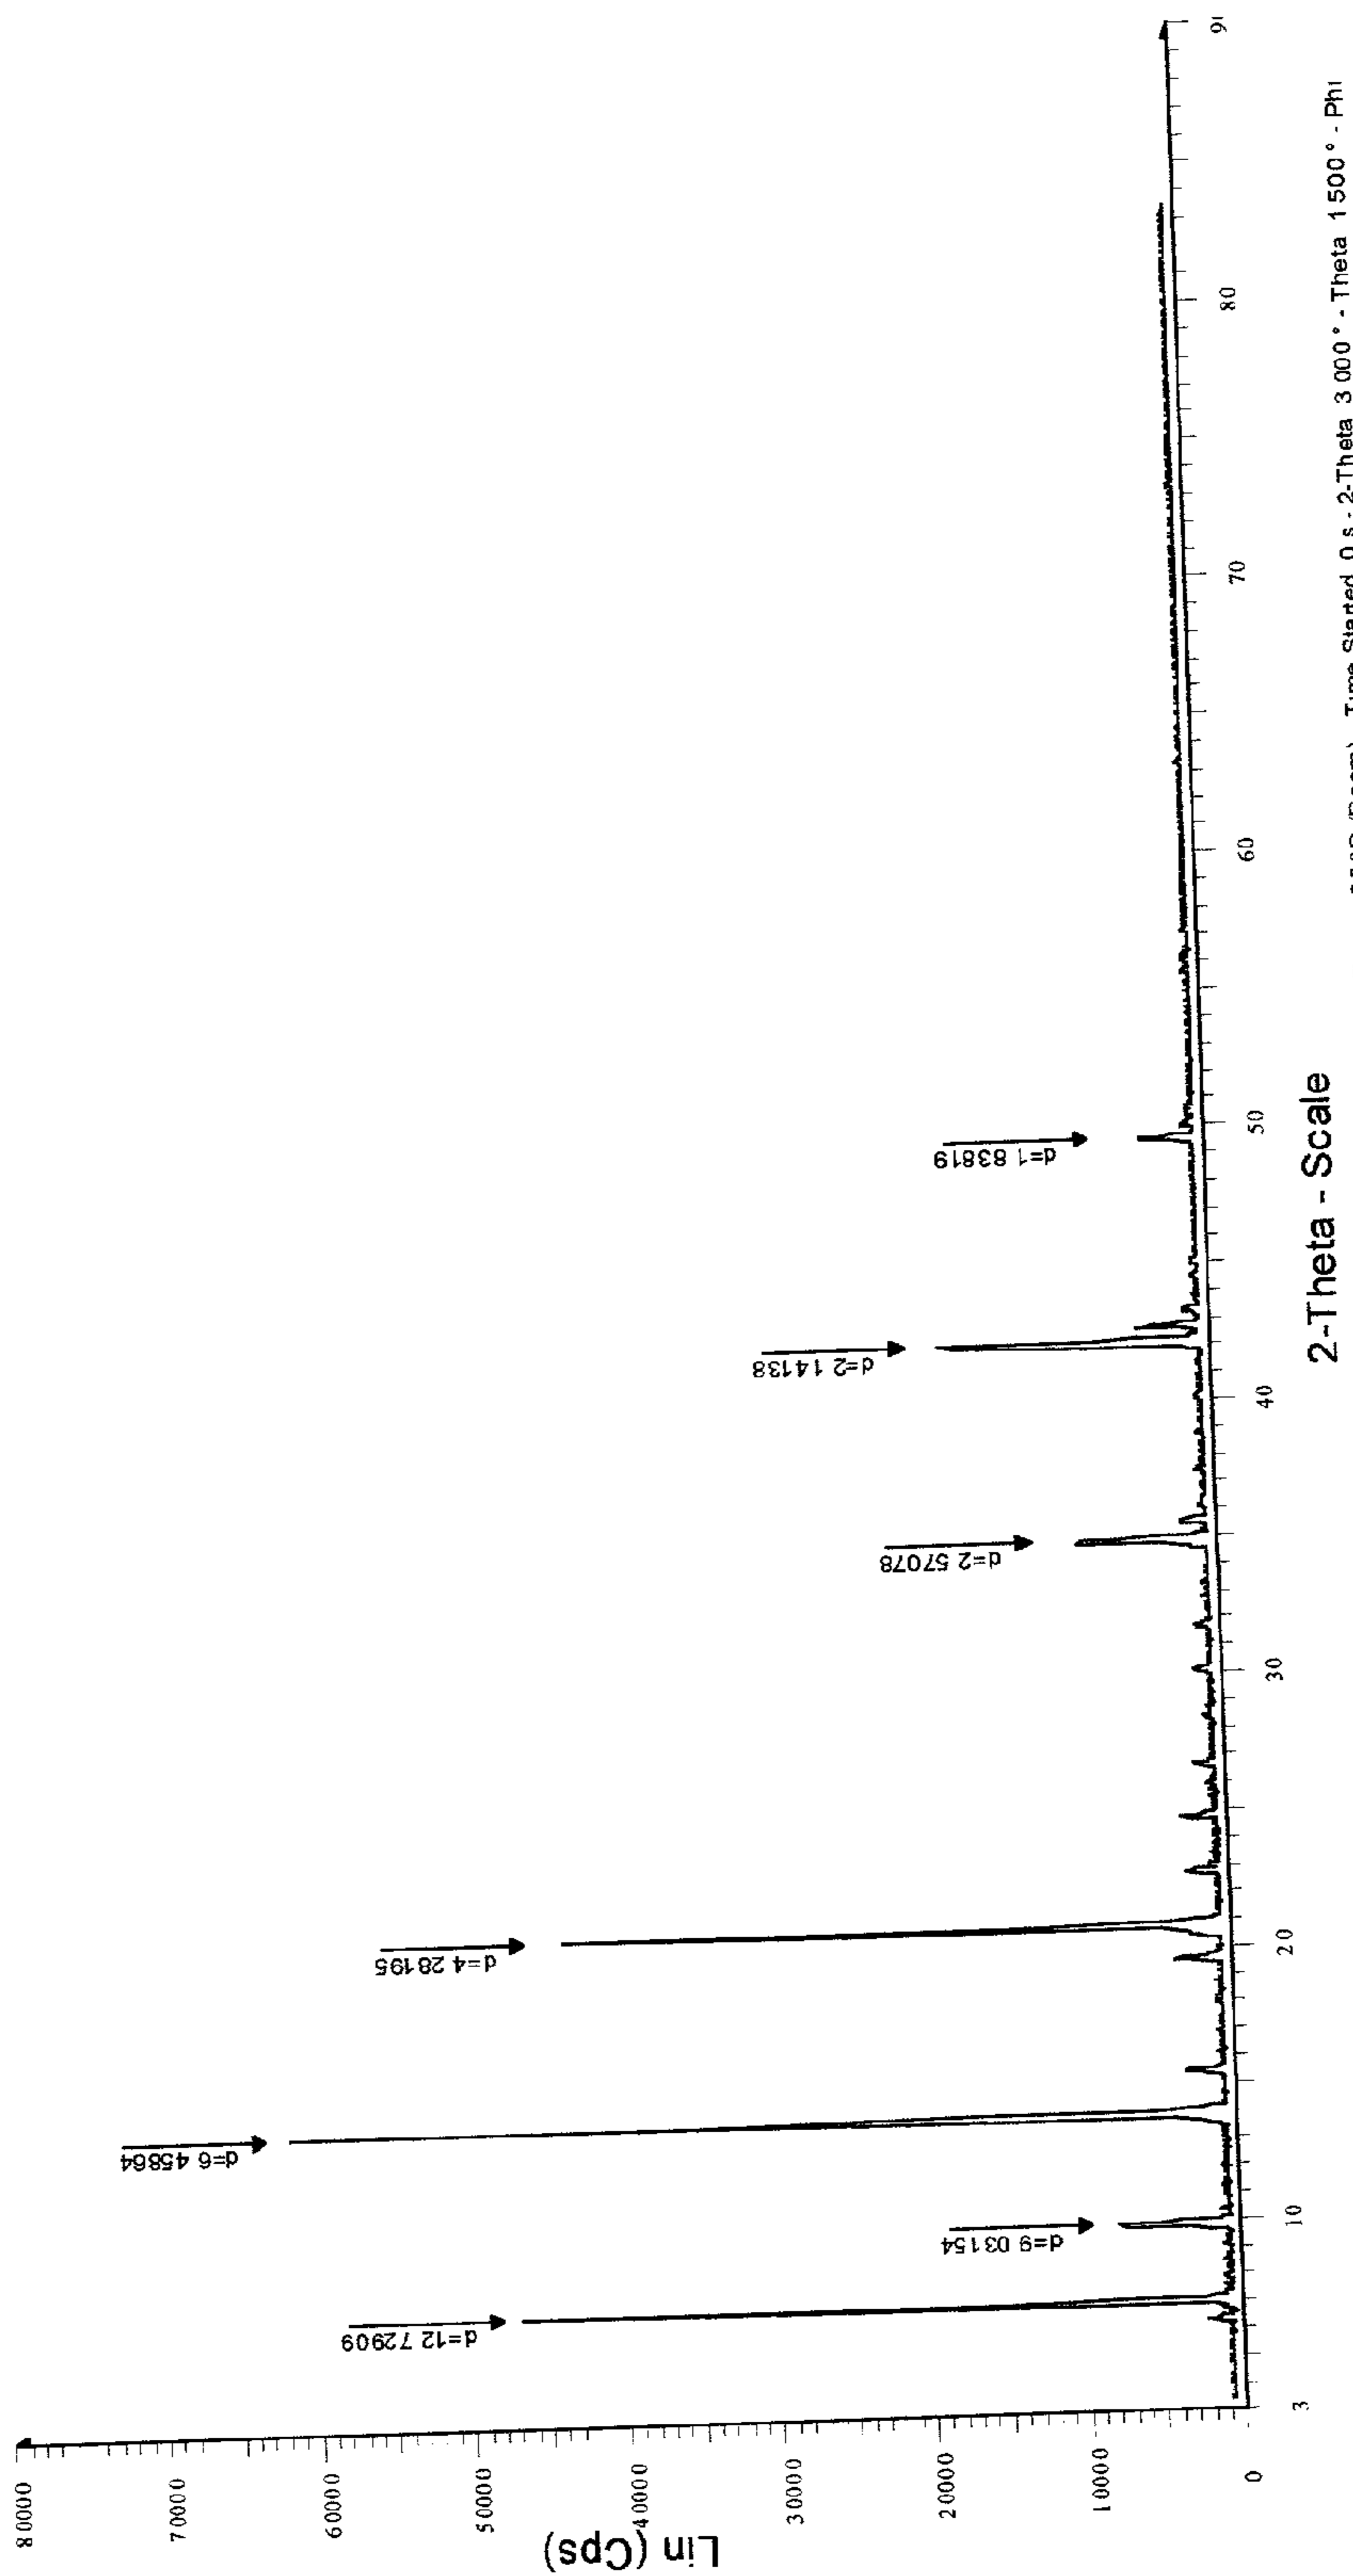 Lin (Cps)
80000
70000
60000
50000
40000
30000
20000
10000
0
d=12 72909
d=9 03154
d=6 45864
d=4 28195
d=2 57078
d=2 14138
d=1 83819
3
10
20
30
40
50
60
70
80
2-Theta - Scale
Time Started 0 s - 2-Theta 3 000 ° - Theta 1 500 ° - Phi